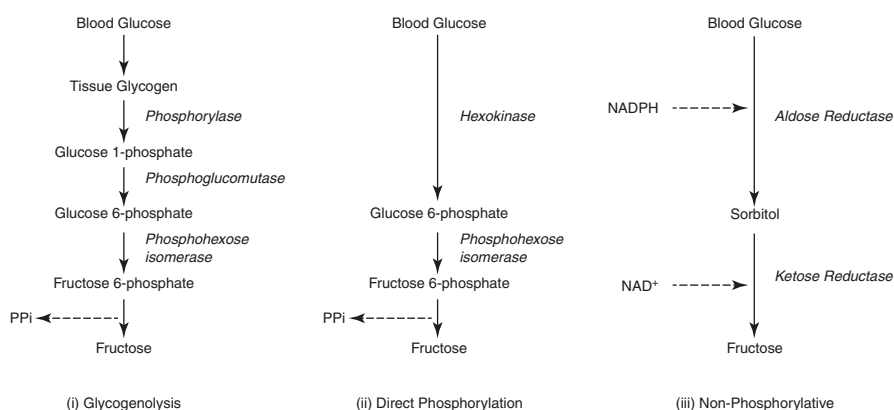 Blood Glucose
Tissue Glycogen
Phosphorylase
Glucose 1-phosphate
Phosphoglucomutase
Glucose 6-phosphate
Phosphohexose
isomerase
Fructose 6-phosphate
PPi
Fructose
(i) Glycogenolysis
Blood Glucose
Hexokinase
Glucose 6-phosphate
Phosphohexose
isomerase
Fructose 6-phosphate
PPi
Fructose
(ii) Direct Phosphorylation
Blood Glucose
NADPH
Aldose Reductase
Sorbitol
NAD⁺
Ketose Reductase
Fructose
(iii) Non-Phosphorylative